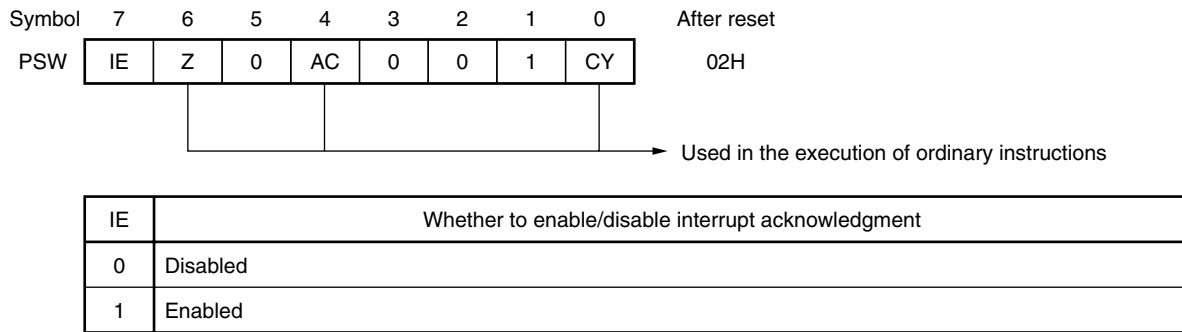 Symbol 7 6 5 4 3 2 1 0 After reset
PSW IE Z 0 AC 0 0 1 CY 02H
Used in the execution of ordinary instructions
IE Whether to enable/disable interrupt acknowledgment
0 Disabled
1 Enabled